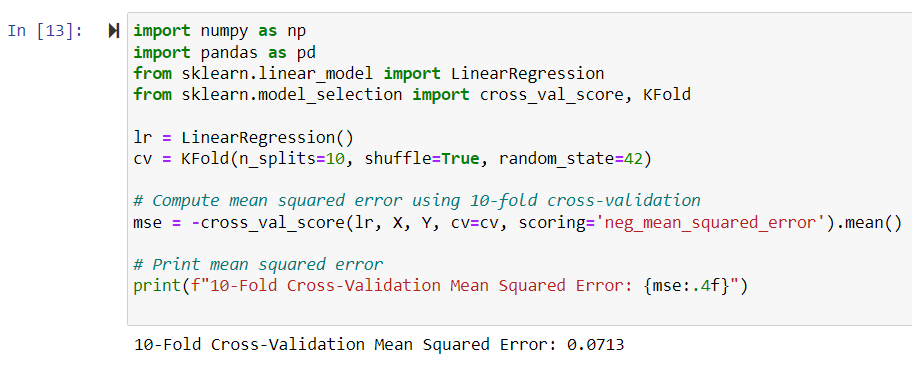 In [13]:
import numpy as np
import pandas as pd
from sklearn.linear_model import LinearRegression
from sklearn.model_selection import cross_val_score, KFold
lr = LinearRegression()
cv = KFold(n_splits=10, shuffle=True, random_state=42)
# Compute mean squared error using 10-fold cross-validation
mse = -cross_val_score(lr, X, Y, cv=cv, scoring='neg_mean_squared_error').mean()
# Print mean squared error
print(f"10-Fold Cross-Validation Mean Squared Error: {mse:.4f}")
10-Fold Cross-Validation Mean Squared Error: 0.0713